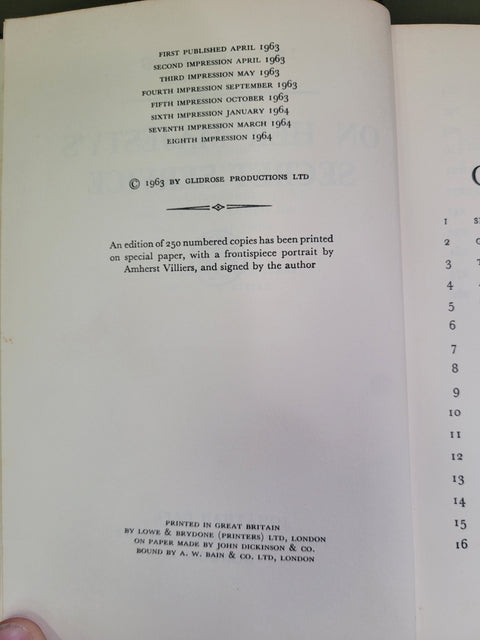 FIRST PUBLISHED APRIL 1963
SECOND IMPRESSION APRIL 1963
THIRD IMPRESSION MAY 1963
FOURTH IMPRESSION SEPTEMBER 1963
FIFTH IMPRESSION OCTOBER 1963
SIXTH IMPRESSION JANUARY 1964
SEVENTH IMPRESSION MARCH 1964
EIGHTH IMPRESSION 1964
© 1963 BY GLIDROSE PRODUCTIONS LTD
An edition of 250 numbered copies has been printed
on special paper, with a frontispiece portrait by
Amherst Villiers, and signed by the author
PRINTED IN GREAT BRITAIN
BY LOWE & BRYDONE (PRINTERS) LTD, LONDON
ON PAPER MADE BY JOHN DICKINSON & CO.
BOUND BY A. W. BAIN & CO. LTD, LONDON
1
2
3
4
5
6
7
8
9
10
11
12
13
14
15
16